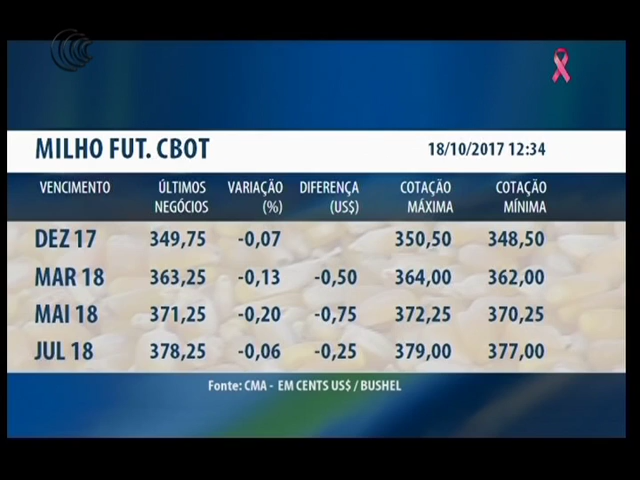 MILHO FUT. CBOT 18/10/2017 12:34
VENCIMENTO ÚLTIMOS NEGÓCIOS VARIAÇÃO (%) DIFERENÇA (US$) COTAÇÃO MÁXIMA COTAÇÃO MÍNIMA
DEZ 17 349,75 -0,07 350,50 348,50
MAR 18 363,25 -0,13 -0,50 364,00 362,00
MAI 18 371,25 -0,20 -0,75 372,25 370,25
JUL 18 378,25 -0,06 -0,25 379,00 377,00
Fonte: CMA - EM CENTS US$ / BUSHEL